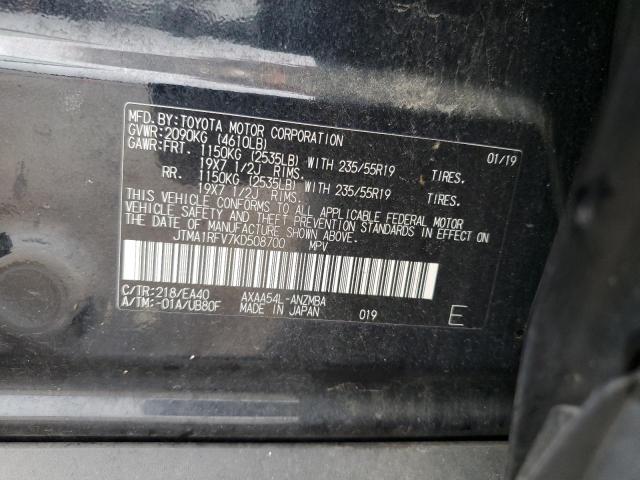 MFD. BY: TOYOTA MOTOR CORPORATION 01/19
GVWR: 2090KG (4610LB)
GAWR: FRT. 1150KG (2535LB) WITH 235/55R19 TIRES,
19X7 1/2J RIMS.
RR. 1150KG (2535LB) WITH 235/55R19 TIRES,
19X7 1/2J RIMS.
THIS VEHICLE CONFORMS TO ALL APPLICABLE FEDERAL MOTOR
VEHICLE SAFETY AND THEFT PREVENTION STANDARDS IN EFFECT ON
THE DATE OF MANUFACTURE SHOWN ABOVE.
JTMA1RFV7KD508700 MPV
C/TR: 218/EA40 AXAA54L-ANZMBA
A/TM: -01A/UB80F MADE IN JAPAN 019 E